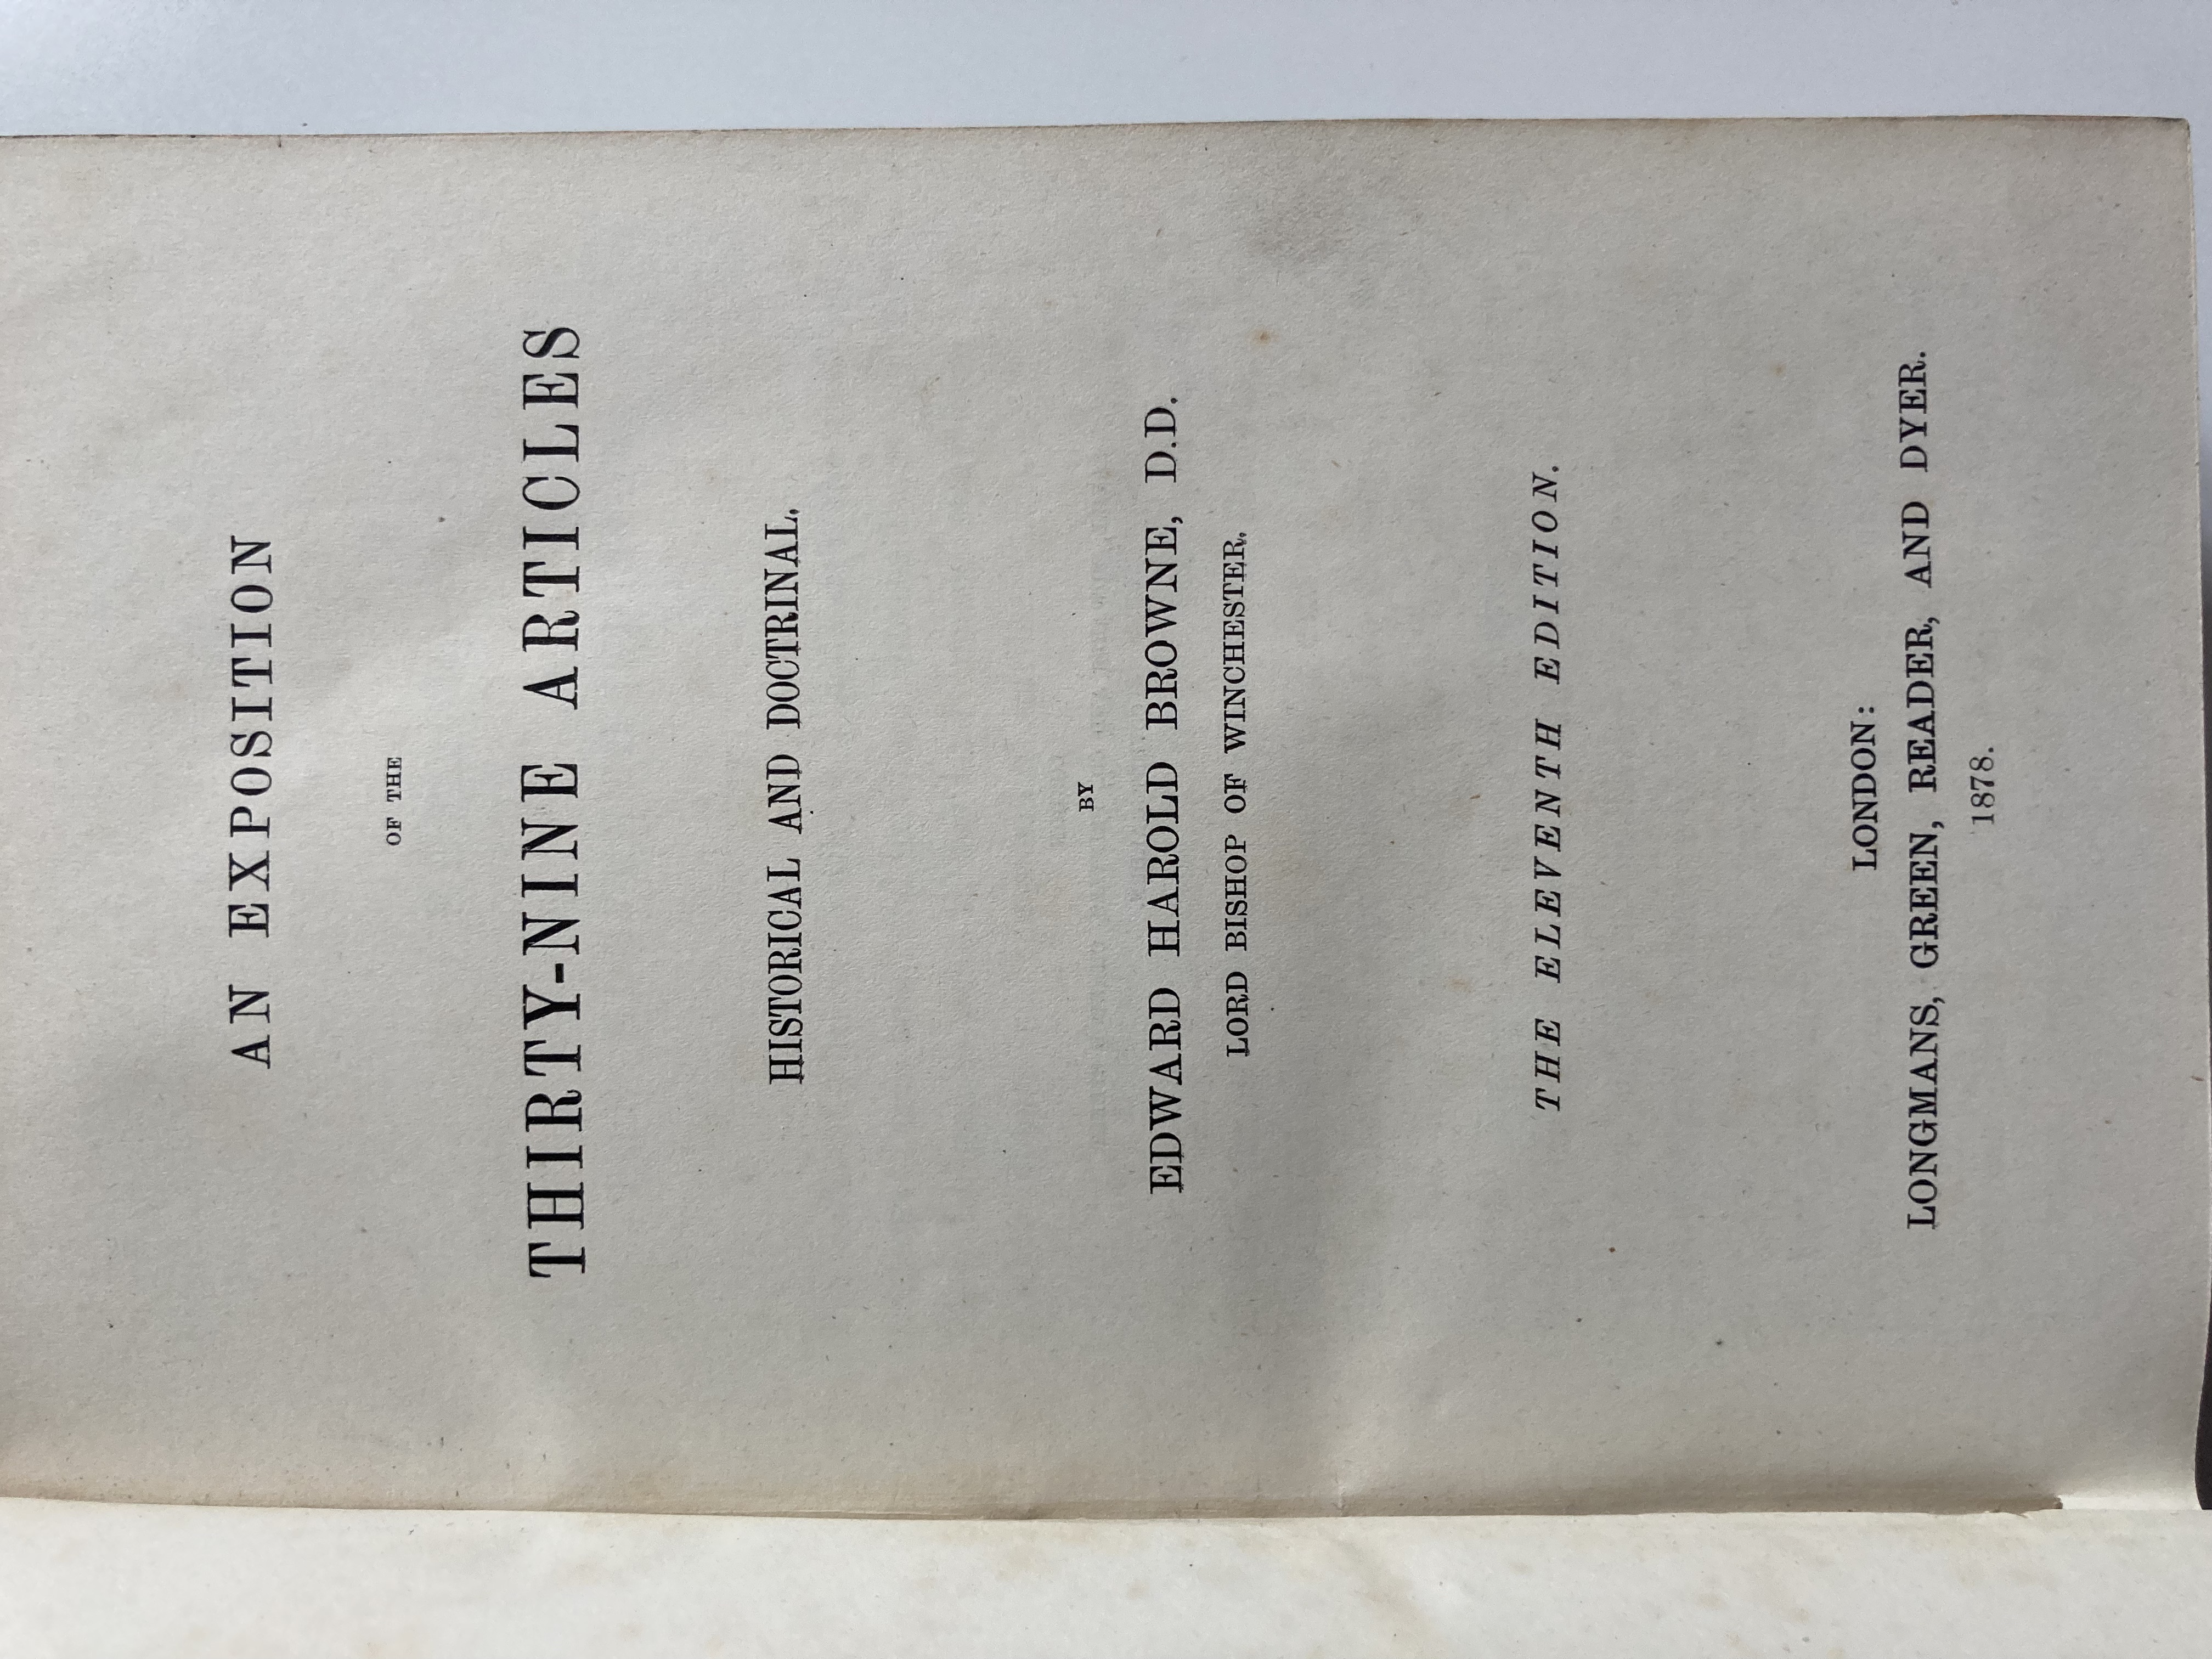 AN EXPOSITION
OF THE
THIRTY-NINE ARTICLES
HISTORICAL AND DOCTRINAL.
BY
EDWARD HAROLD BROWNE, D.D.
LORD BISHOP OF WINCHESTER.
THE ELEVENTH EDITION.
LONDON:
LONGMANS, GREEN, READER, AND DYER.
1878.